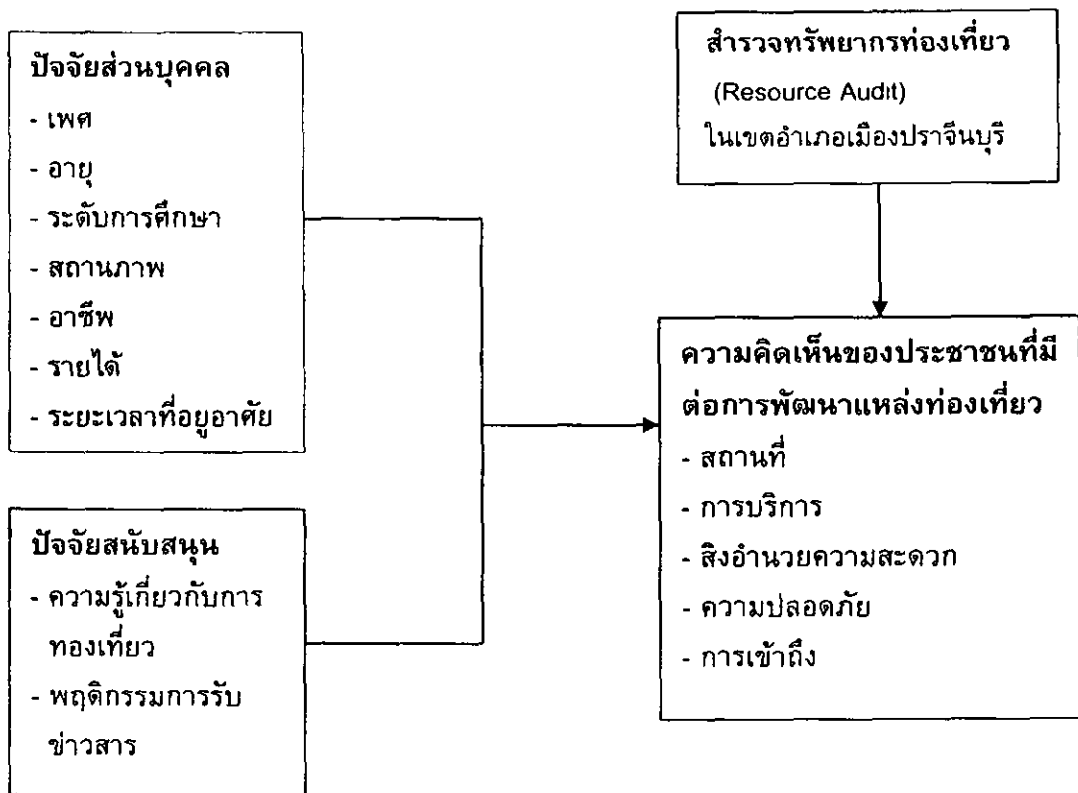 ปัจจัยส่วนบุคคล
- เพศ
- อายุ
- ระดับการศึกษา
- สถานภาพ
- อาชีพ
- รายได้
- ระยะเวลาที่อยูอาศัย
ปัจจัยสนับสนุน
- ความรู้เกี่ยวกับการ
ทองเที่ยว
- พฤติกรรมการรับ
ข่าวสาร
สำรวจทรัพยากรท่องเที่ยว
(Resource Audit)
ในเขตอำเภอเมืองปราจีนบุรี
ความคิดเห็นของประชาชนที่มี
ต่อการพัฒนาแหล่งท่องเที่ยว
- สถานที่
- การบริการ
- สิงอำนวยความสะดวก
- ความปลอดภัย
- การเข้าถึง